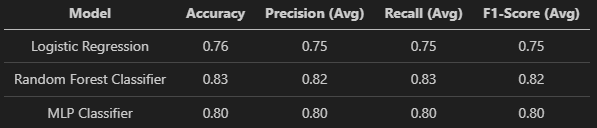 Model Accuracy Precision (Avg) Recall (Avg) F1-Score (Avg)
Logistic Regression 0.76 0.75 0.75 0.75
Random Forest Classifier 0.83 0.82 0.83 0.82
MLP Classifier 0.80 0.80 0.80 0.80